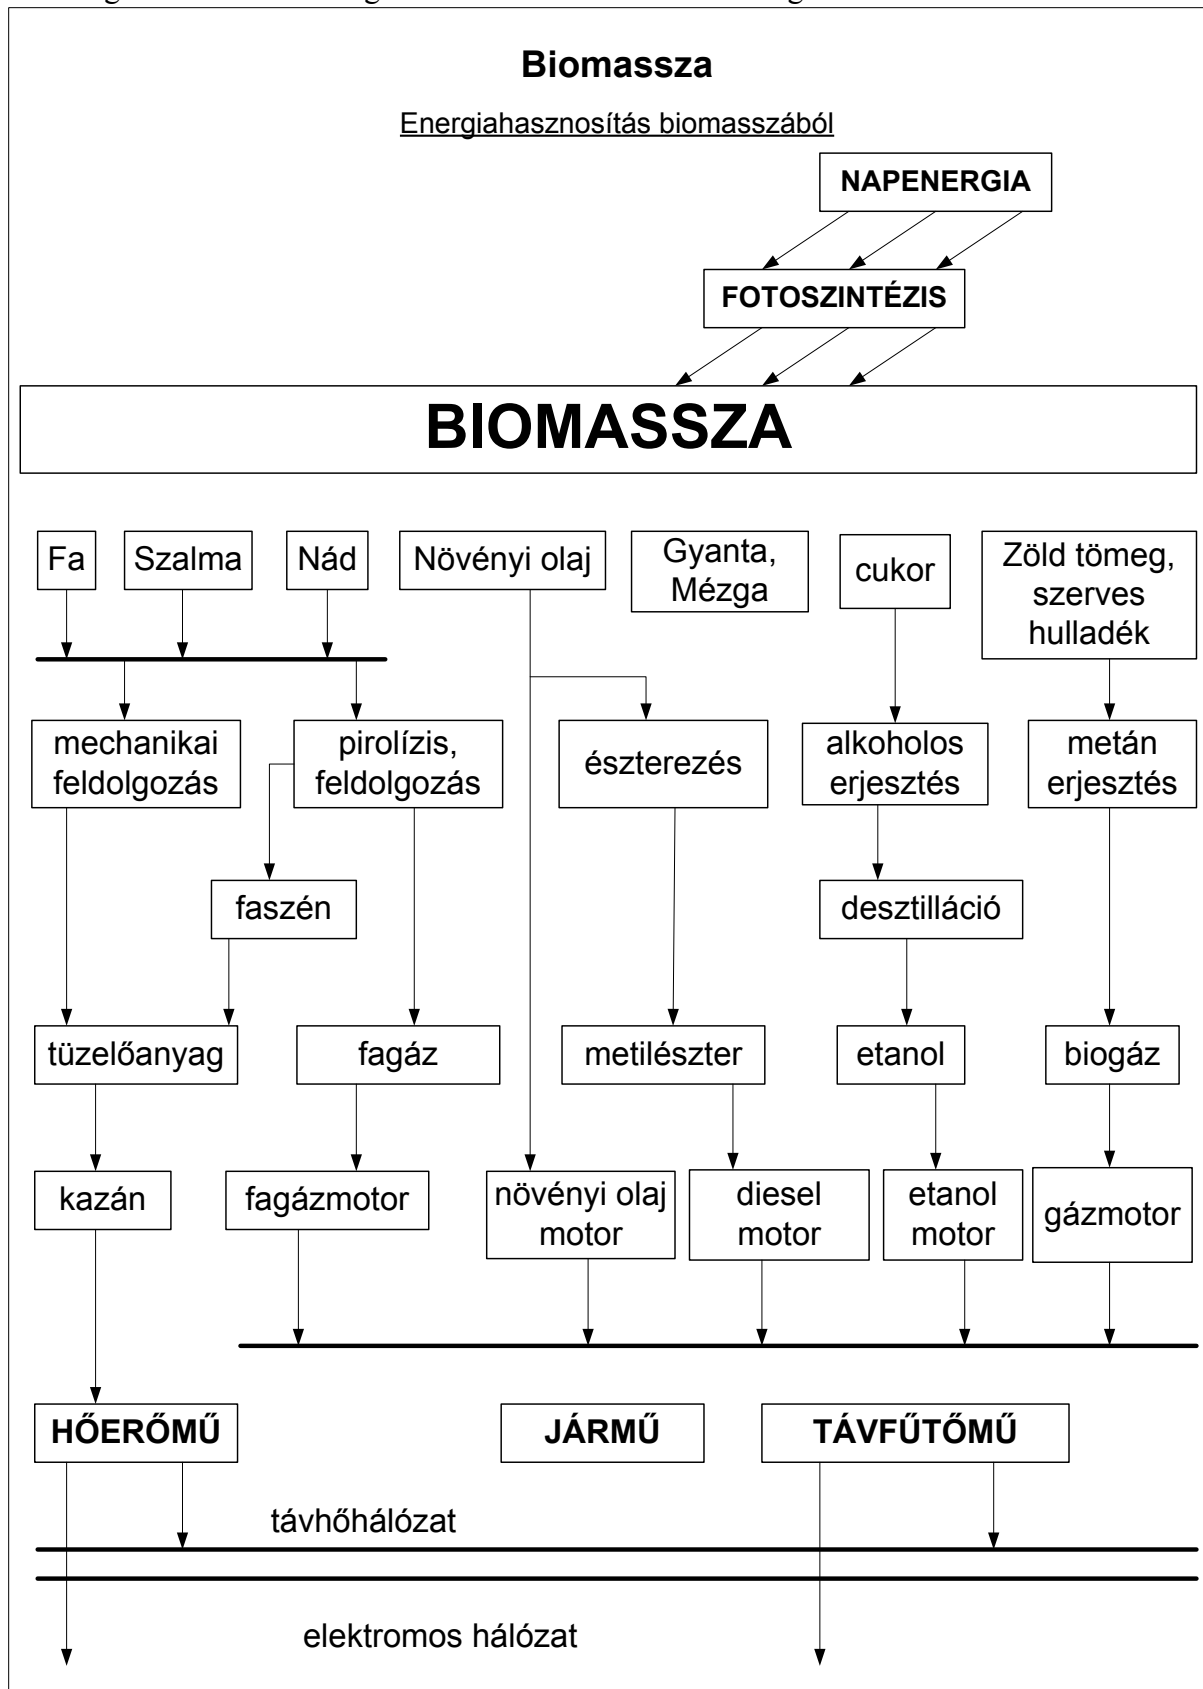 Biomassza
Energiahasznosítás biomasszából
NAPENERGIA
FOTOSZINTÉZIS
BIOMASSZA
Fa
Szalma
Nád
Növényi olaj
Gyanta,
Mézga
cukor
Zöld tömeg,
szerves
hulladék
mechanikai
feldolgozás
pirolízis,
feldolgozás
észterezés
alkoholos
erjesztés
metán
erjesztés
faszén
desztilláció
tüzelőanyag
fagáz
metilészter
etanol
biogáz
kazán
fagázmotor
növényi olaj
motor
diesel
motor
etanol
motor
gázmotor
HŐERŐMŰ
JÁRMŰ
TÁVFŰTŐMŰ
távhőhálózat
elektromos hálózat